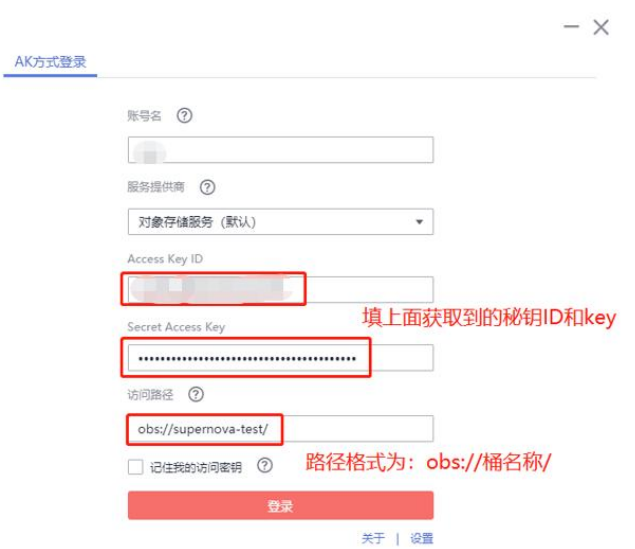 AK方式登录
账号名
服务提供商
对象存储服务（默认）
Access Key ID
填上面获取到的秘钥ID和key
Secret Access Key
访问路径
obs://supernova-test/
记住我的访问密钥
路径格式为：obs://桶名称/
登录
关于 | 设置